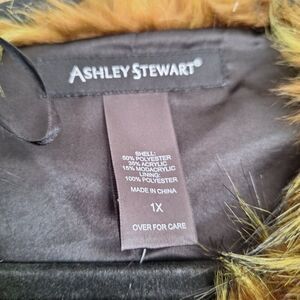 ASHLEY STEWART®
SHELL:
50% POLYESTER
35% ACRYLIC
15% MODACRYLIC
LINING:
100% POLYESTER
MADE IN CHINA
1X
OVER FOR CARE